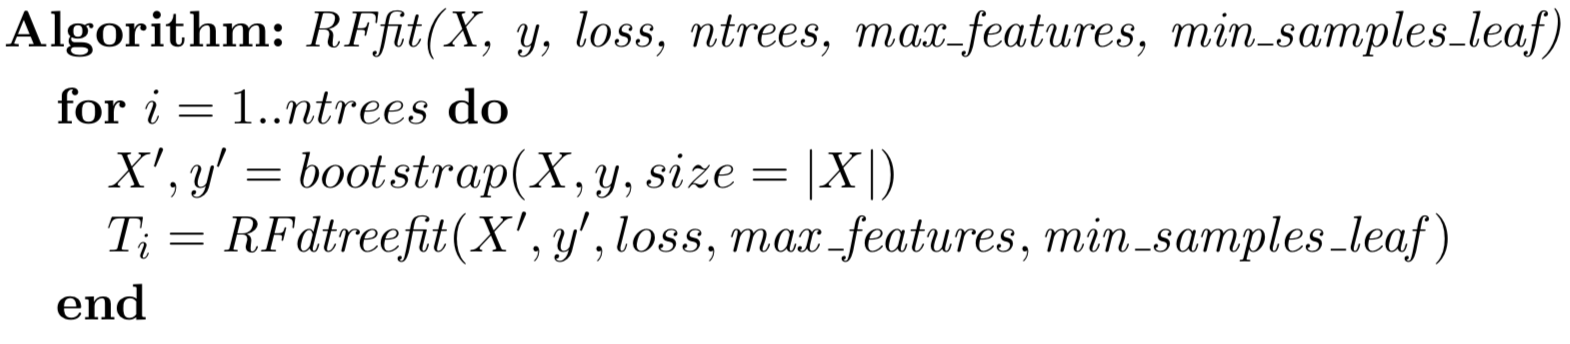 Algorithm: RFfit(X, y, loss, ntrees, max_features, min_samples_leaf)
for i = 1..ntrees do
X′, y′ = bootstrap(X, y, size = |X|)
Tᵢ = RFdtreefit(X′, y′, loss, max_features, min_samples_leaf)
end